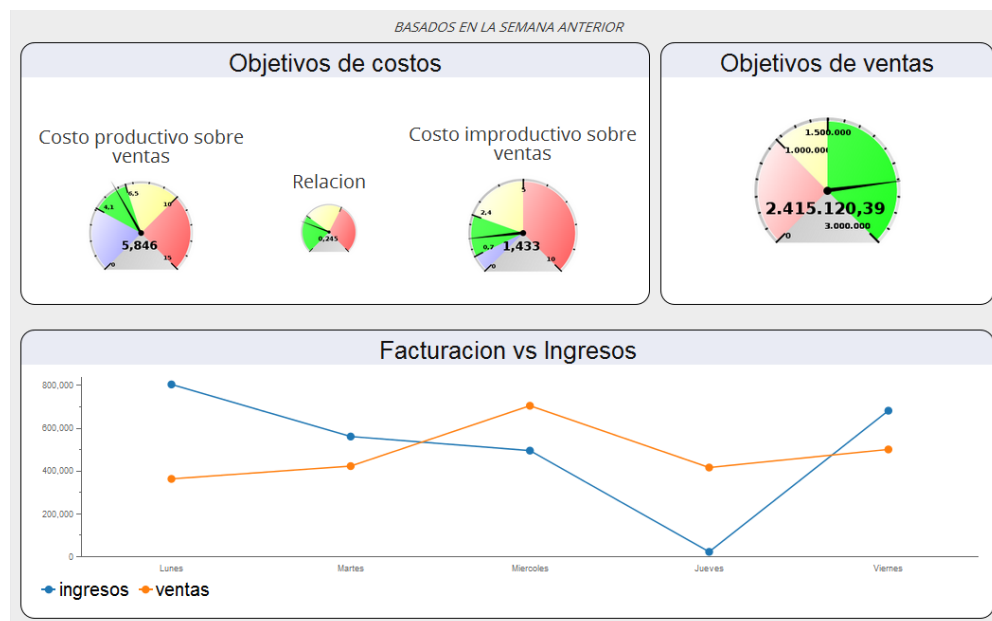 BASADOS EN LA SEMANA ANTERIOR
Objetivos de costos
Costo productivo sobre
ventas
0
4,1
6,5
10
15
5,846
Relacion
0,245
Costo improductivo sobre
ventas
0
0,7
2,4
5
10
1,433
Objetivos de ventas
0
1.000.000
1.500.000
3.000.000
2.415.120,39
Facturacion vs Ingresos
800,000
600,000
400,000
200,000
0
Lunes Martes Miercoles Jueves Viernes
ingresos ventas